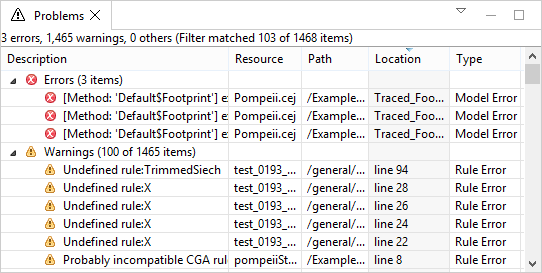 Problems
3 errors, 1,465 warnings, 0 others (Filter matched 103 of 1468 items)
Description Resource Path Location Type
Errors (3 items)
[Method: 'Default$Footprint'] e Pompeii.cej /Example... Traced_Foo... Model Error
[Method: 'Default$Footprint'] e Pompeii.cej /Example... Traced_Foo... Model Error
[Method: 'Default$Footprint'] e Pompeii.cej /Example... Traced_Foo... Model Error
Warnings (100 of 1465 items)
Undefined rule:TrimmedSiech test_0193_... /general/... line 94 Rule Error
Undefined rule:X test_0193_... /general/... line 28 Rule Error
Undefined rule:X test_0193_... /general/... line 26 Rule Error
Undefined rule:X test_0193_... /general/... line 24 Rule Error
Undefined rule:X test_0193_... /general/... line 22 Rule Error
Probably incompatible CGA rul pompeiiSt... /Example... line 8 Rule Error